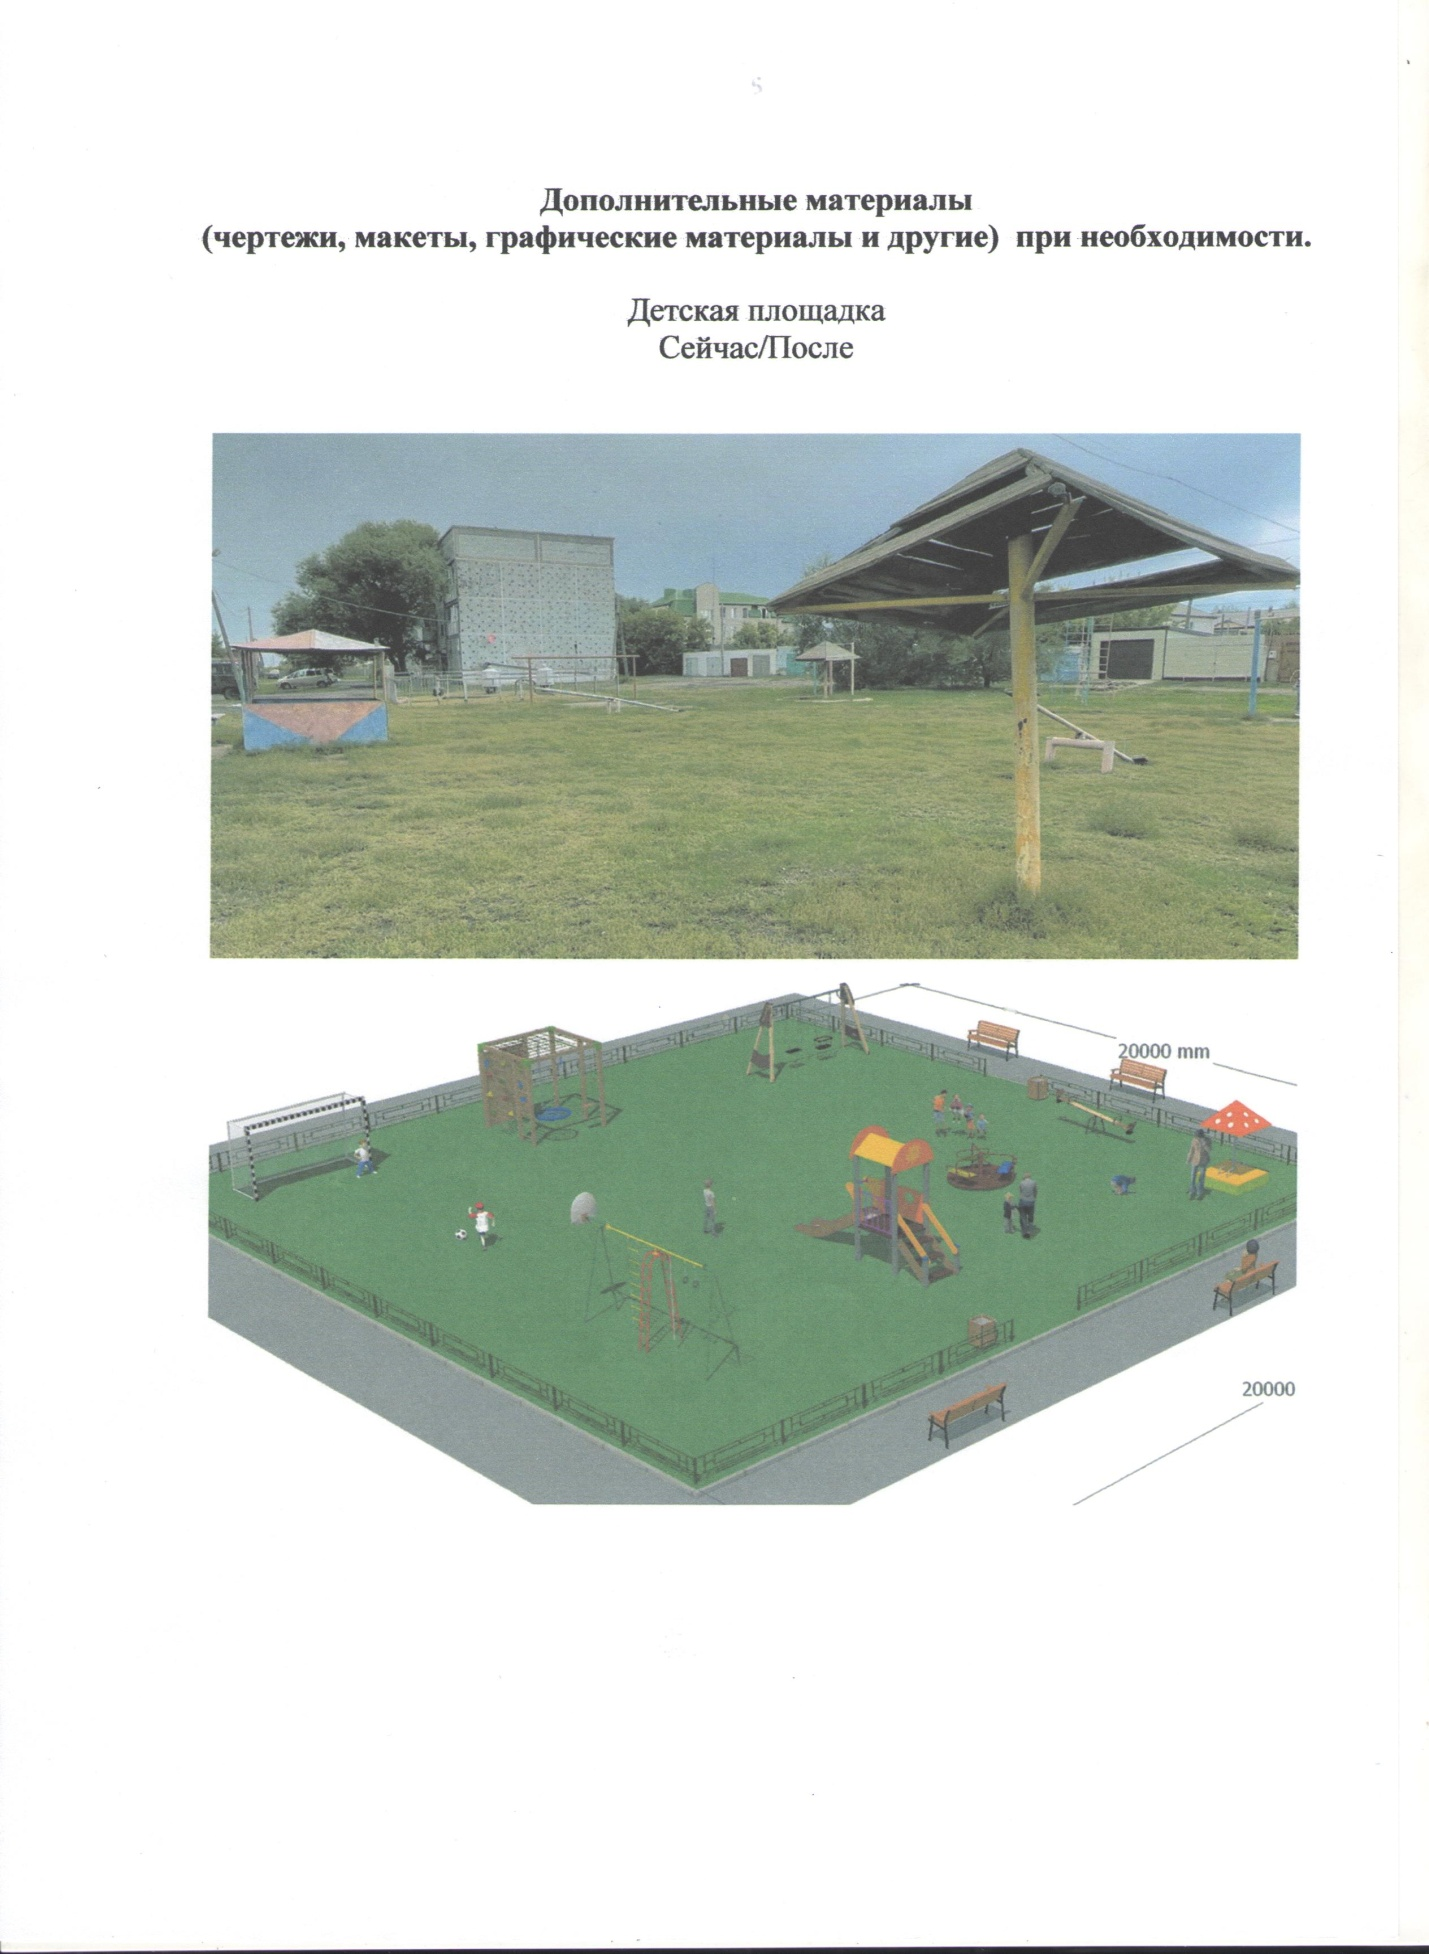 Дополнительные материалы
(чертежи, макеты, графические материалы и другие) при необходимости.
Детская площадка
Сейчас/После
20000 mm
20000